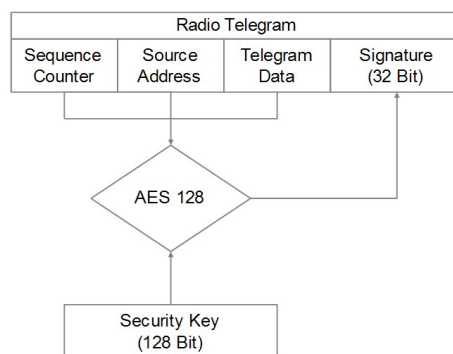 Radio Telegram
Sequence Counter
Source Address
Telegram Data
Signature (32 Bit)
AES 128
Security Key
(128 Bit)